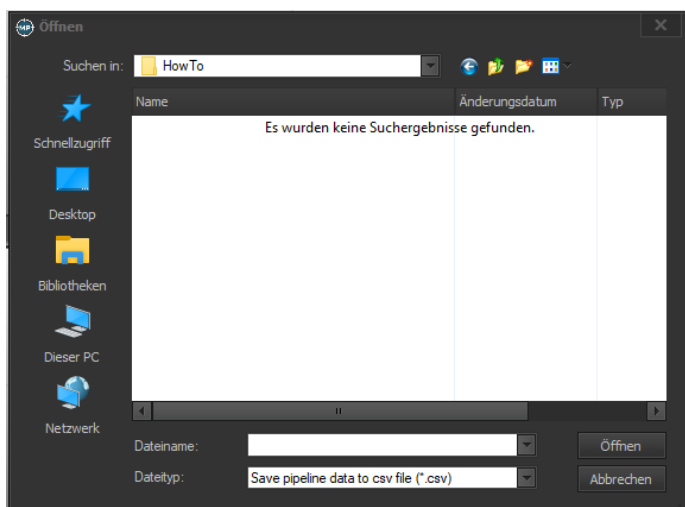 MP Öffnen
Suchen in: HowTo
Name Änderungsdatum Typ
Es wurden keine Suchergebnisse gefunden.
Schnellzugriff
Desktop
Bibliotheken
Dieser PC
Netzwerk
Dateiname: Öffnen
Dateityp: Save pipeline data to csv file (*.csv) Abbrechen